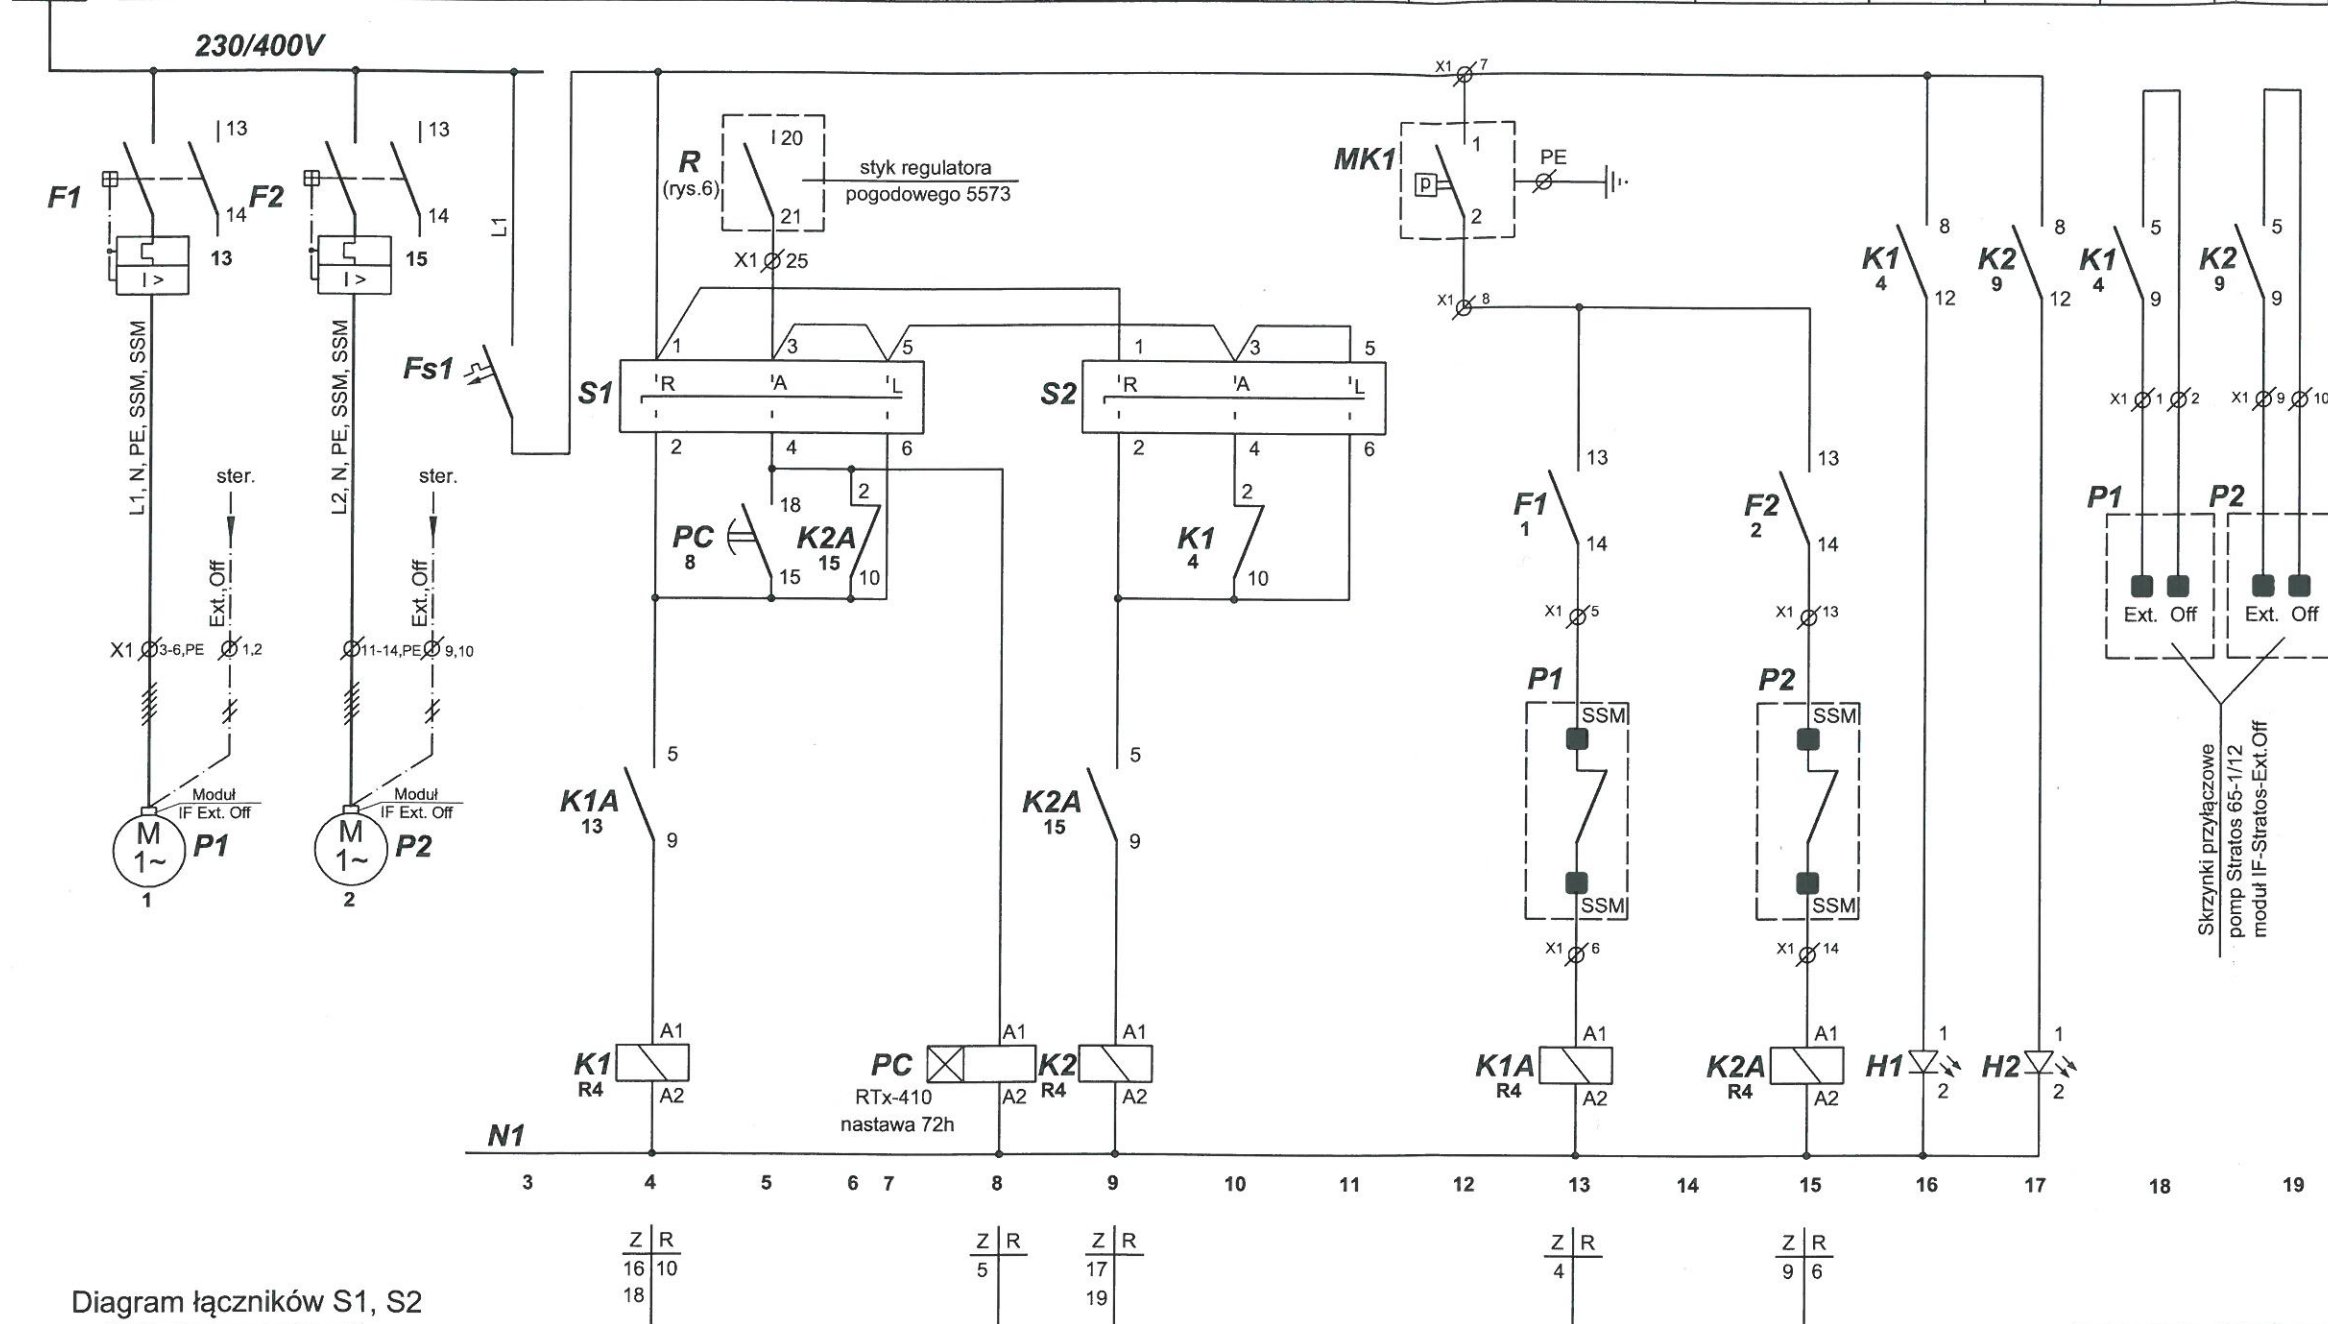 230/400V
F1
13
14
13
F2
13
14
15
L1
Fs1
R
(rys.6)
20
21
styk regulatora
pogodowego 5573
X1 25
MK1
1
P
2
X1 7
PE
X1 8
S1
1 3 5
R A L
2 4 6
S2
1 3 5
R A L
2 4 6
PC
8
18
15
K2A
15
2
10
K1
4
2
10
F1
1
13
14
F2
2
13
14
X1 5
X1 13
K1
4
8
12
K2
9
8
12
K1
4
5
9
K2
9
5
9
X1 1 2
X1 9 10
P1
Ext. Off
P2
Ext. Off
Skrzynki przyłączowe
pomp Stratos 65-1/12
moduł IF-Stratos-Ext.Off
I >
I >
L1, N, PE, SSM, SSM
L2, N, PE, SSM, SSM
ster.
ster.
Ext.,Off
Ext.,Off
X1 3-6,PE 1,2
11-14,PE 9,10
Moduł
IF Ext. Off
Moduł
IF Ext. Off
M
1~
P1
1
M
1~
P2
2
K1A
13
5
9
K2A
15
5
9
P1
SSM
SSM
P2
SSM
SSM
X1 6
X1 14
K1
R4
A1
A2
PC
RTx-410
nastawa 72h
A1
A2
K2
R4
A1
A2
K1A
R4
A1
A2
K2A
R4
A1
A2
H1
1
2
H2
1
2
N1
3 4 5 6 7 8 9 10 11 12 13 14 15 16 17 18 19
Z R
16 10
18
Z R
5
Z R
17
19
Z R
4
Z R
9 6
Diagram łączników S1, S2